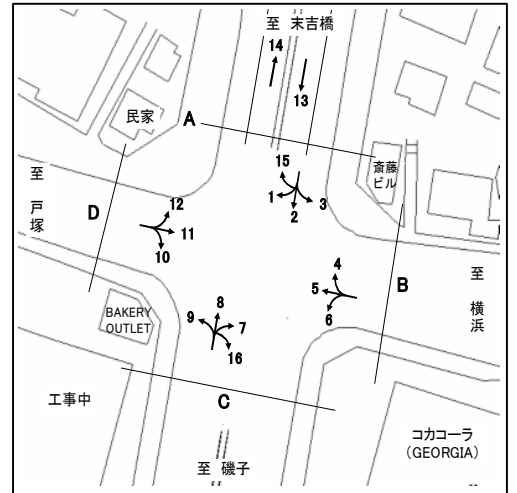 至 末吉橋
14
13
民家
A
15
斎藤
ビル
1
2
3
至 戸塚
D
12
11
10
4
5
6
B
至 横浜
BAKERY
OUTLET
9
8
7
16
C
工事中
コカコーラ
(GEORGIA)
至 磯子